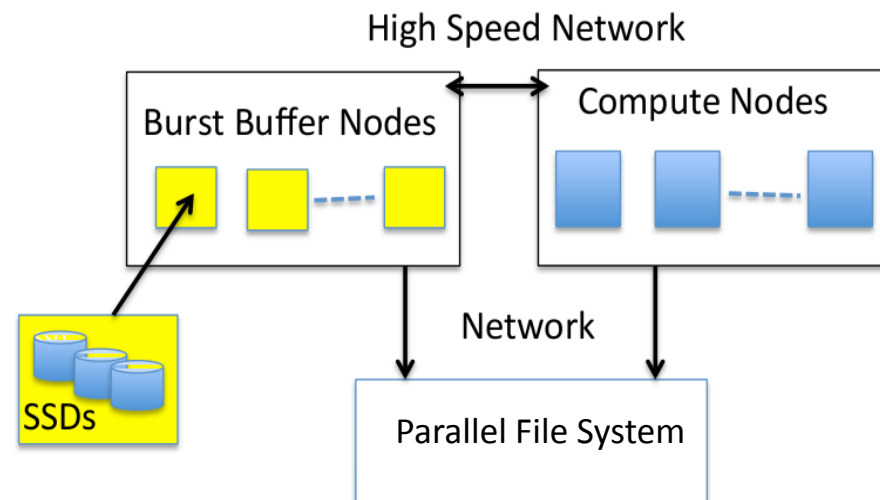 High Speed Network
Burst Buffer Nodes
Compute Nodes
Network
SSDs
Parallel File System